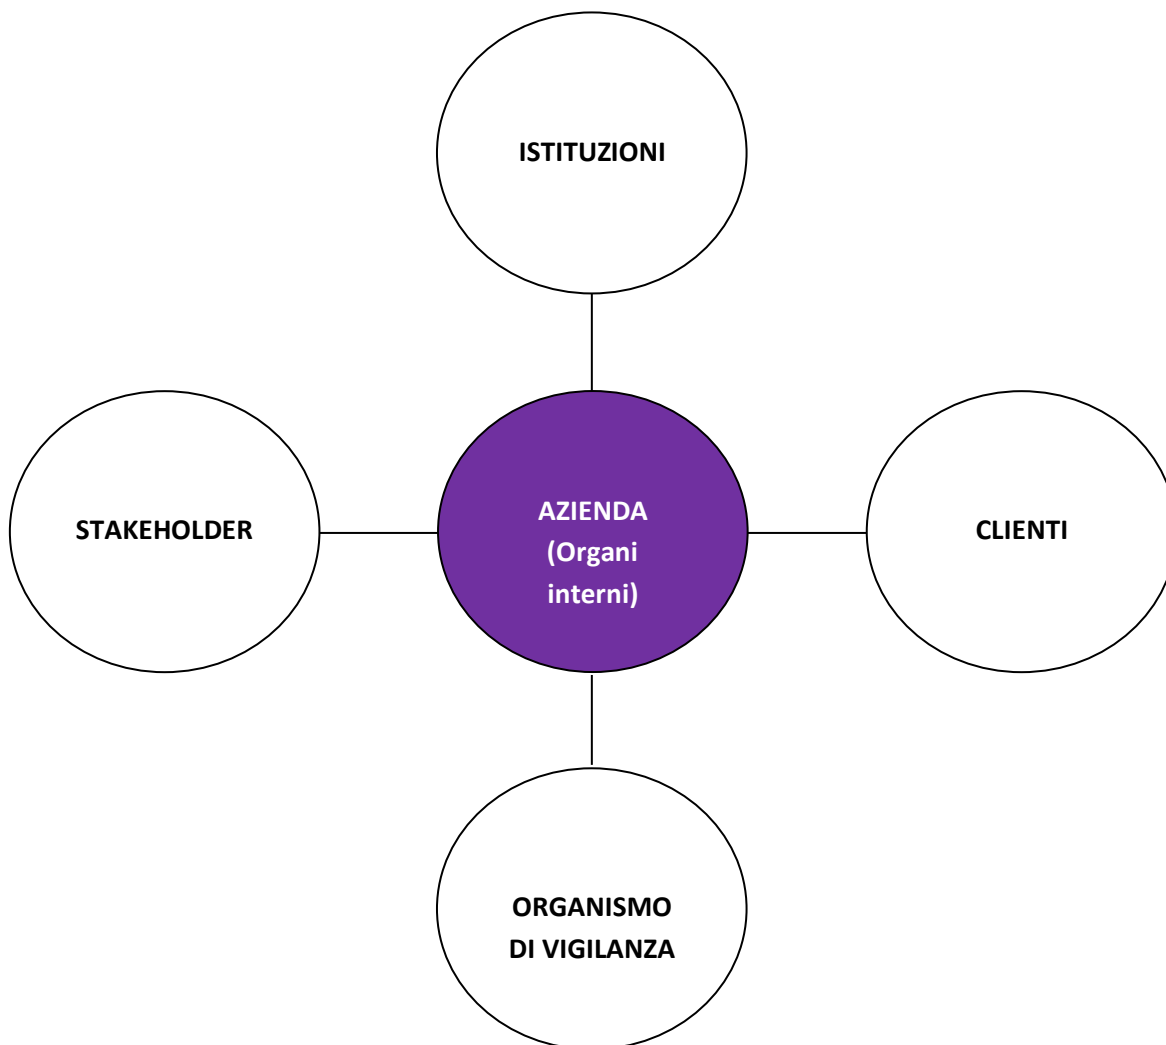 ISTITUZIONI
STAKEHOLDER
AZIENDA
(Organi
interni)
CLIENTI
ORGANISMO
DI VIGILANZA